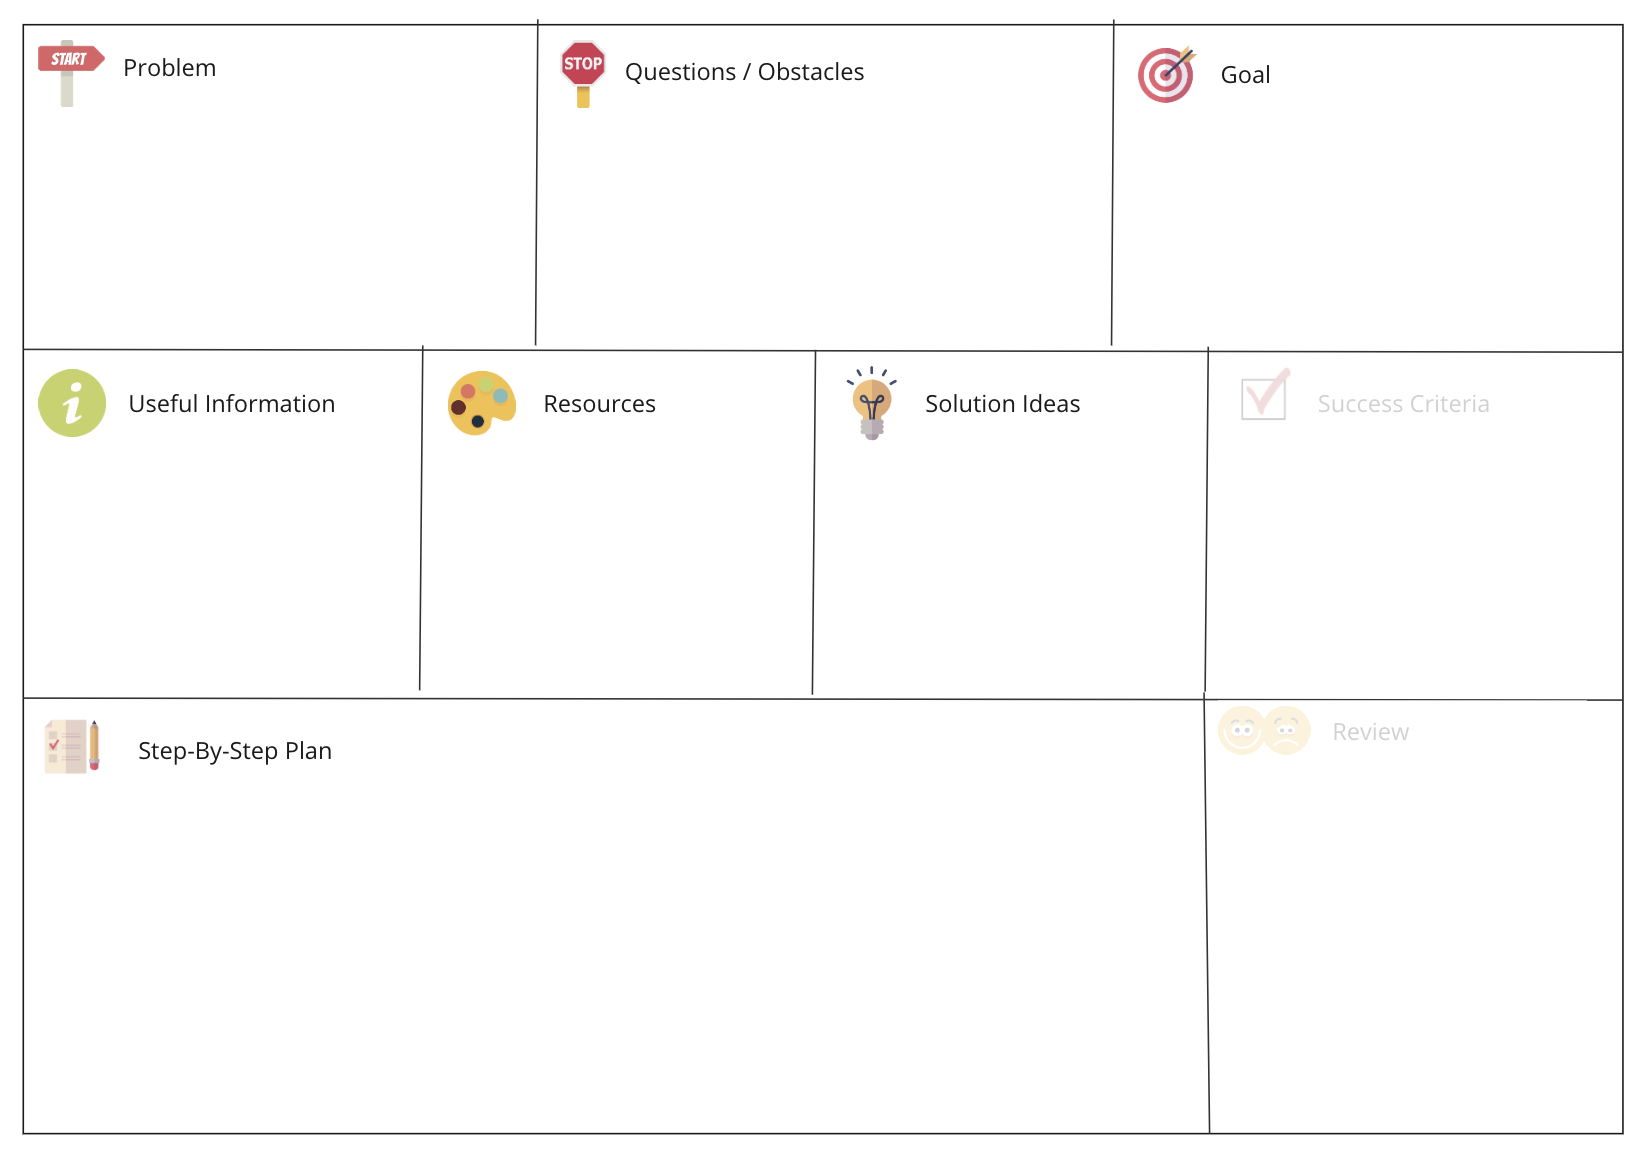 START
Problem
STOP
Questions / Obstacles
Goal
i
Useful Information
Resources
Solution Ideas
Success Criteria
Step-By-Step Plan
Review